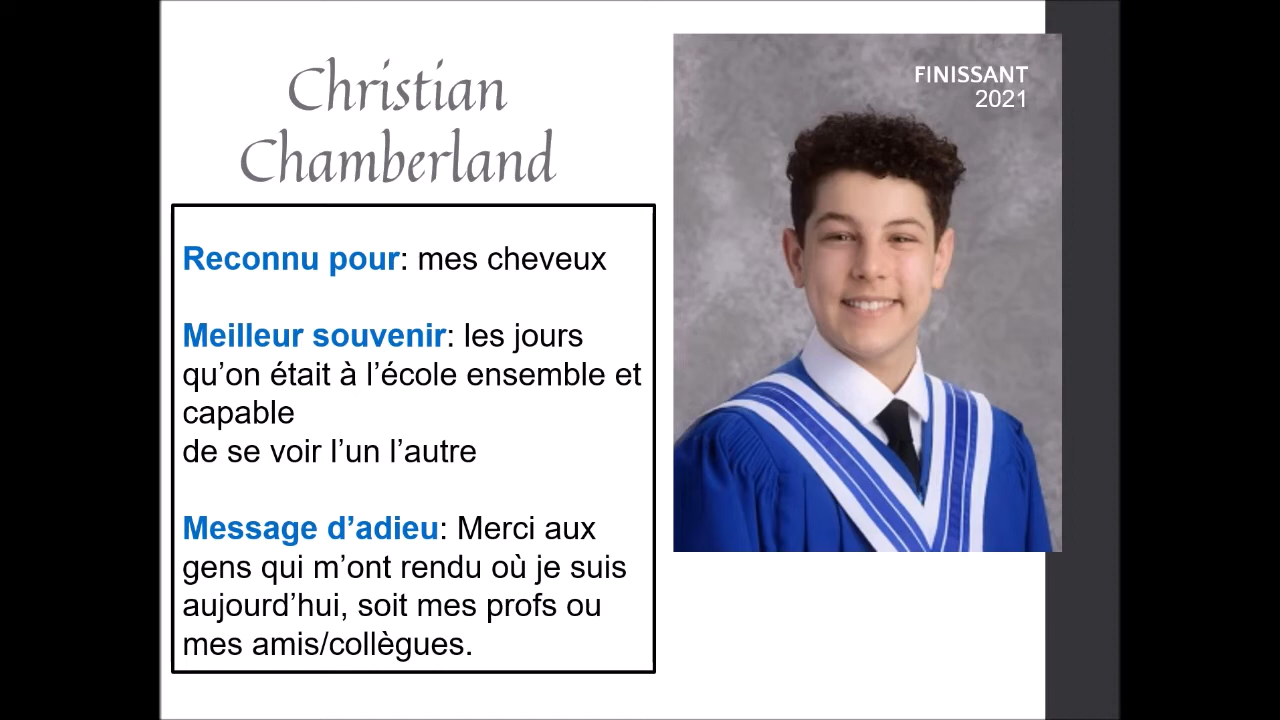 Christian
Chamberland
FINISSANT
2021
Reconnu pour: mes cheveux
Meilleur souvenir: les jours
qu’on était à l’école ensemble et
capable
de se voir l’un l’autre
Message d’adieu: Merci aux
gens qui m’ont rendu où je suis
aujourd’hui, soit mes profs ou
mes amis/collègues.